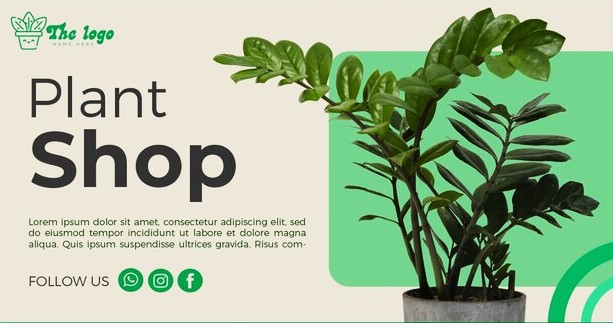 The logo
NAME HERE
Plant
Shop
Lorem ipsum dolor sit amet, consectetur adipiscing elit, sed
do eiusmod tempor incididunt ut labore et dolore magna
aliqua. Quis ipsum suspendisse ultrices gravida. Risus com-
FOLLOW US